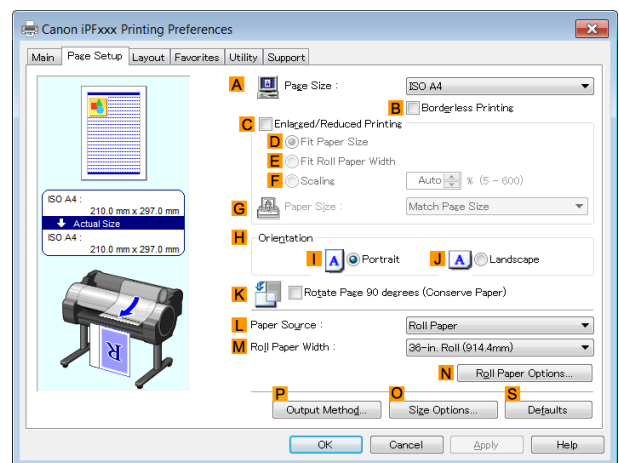 Canon iPFxxx Printing Preferences
Main Page Setup Layout Favorites Utility Support
A Page Size : ISO A4
B Borderless Printing
C Enlarged/Reduced Printing
D Fit Paper Size
E Fit Roll Paper Width
F Scaling Auto % (5 - 600)
G Paper Size : Match Page Size
ISO A4 :
210.0 mm x 297.0 mm
Actual Size
ISO A4 :
210.0 mm x 297.0 mm
H Orientation
I A Portrait J A Landscape
K Rotate Page 90 degrees (Conserve Paper)
L Paper Source : Roll Paper
M Roll Paper Width : 36-in. Roll (914.4mm)
N Roll Paper Options...
P O S
Output Method... Size Options... Defaults
OK Cancel Apply Help
R